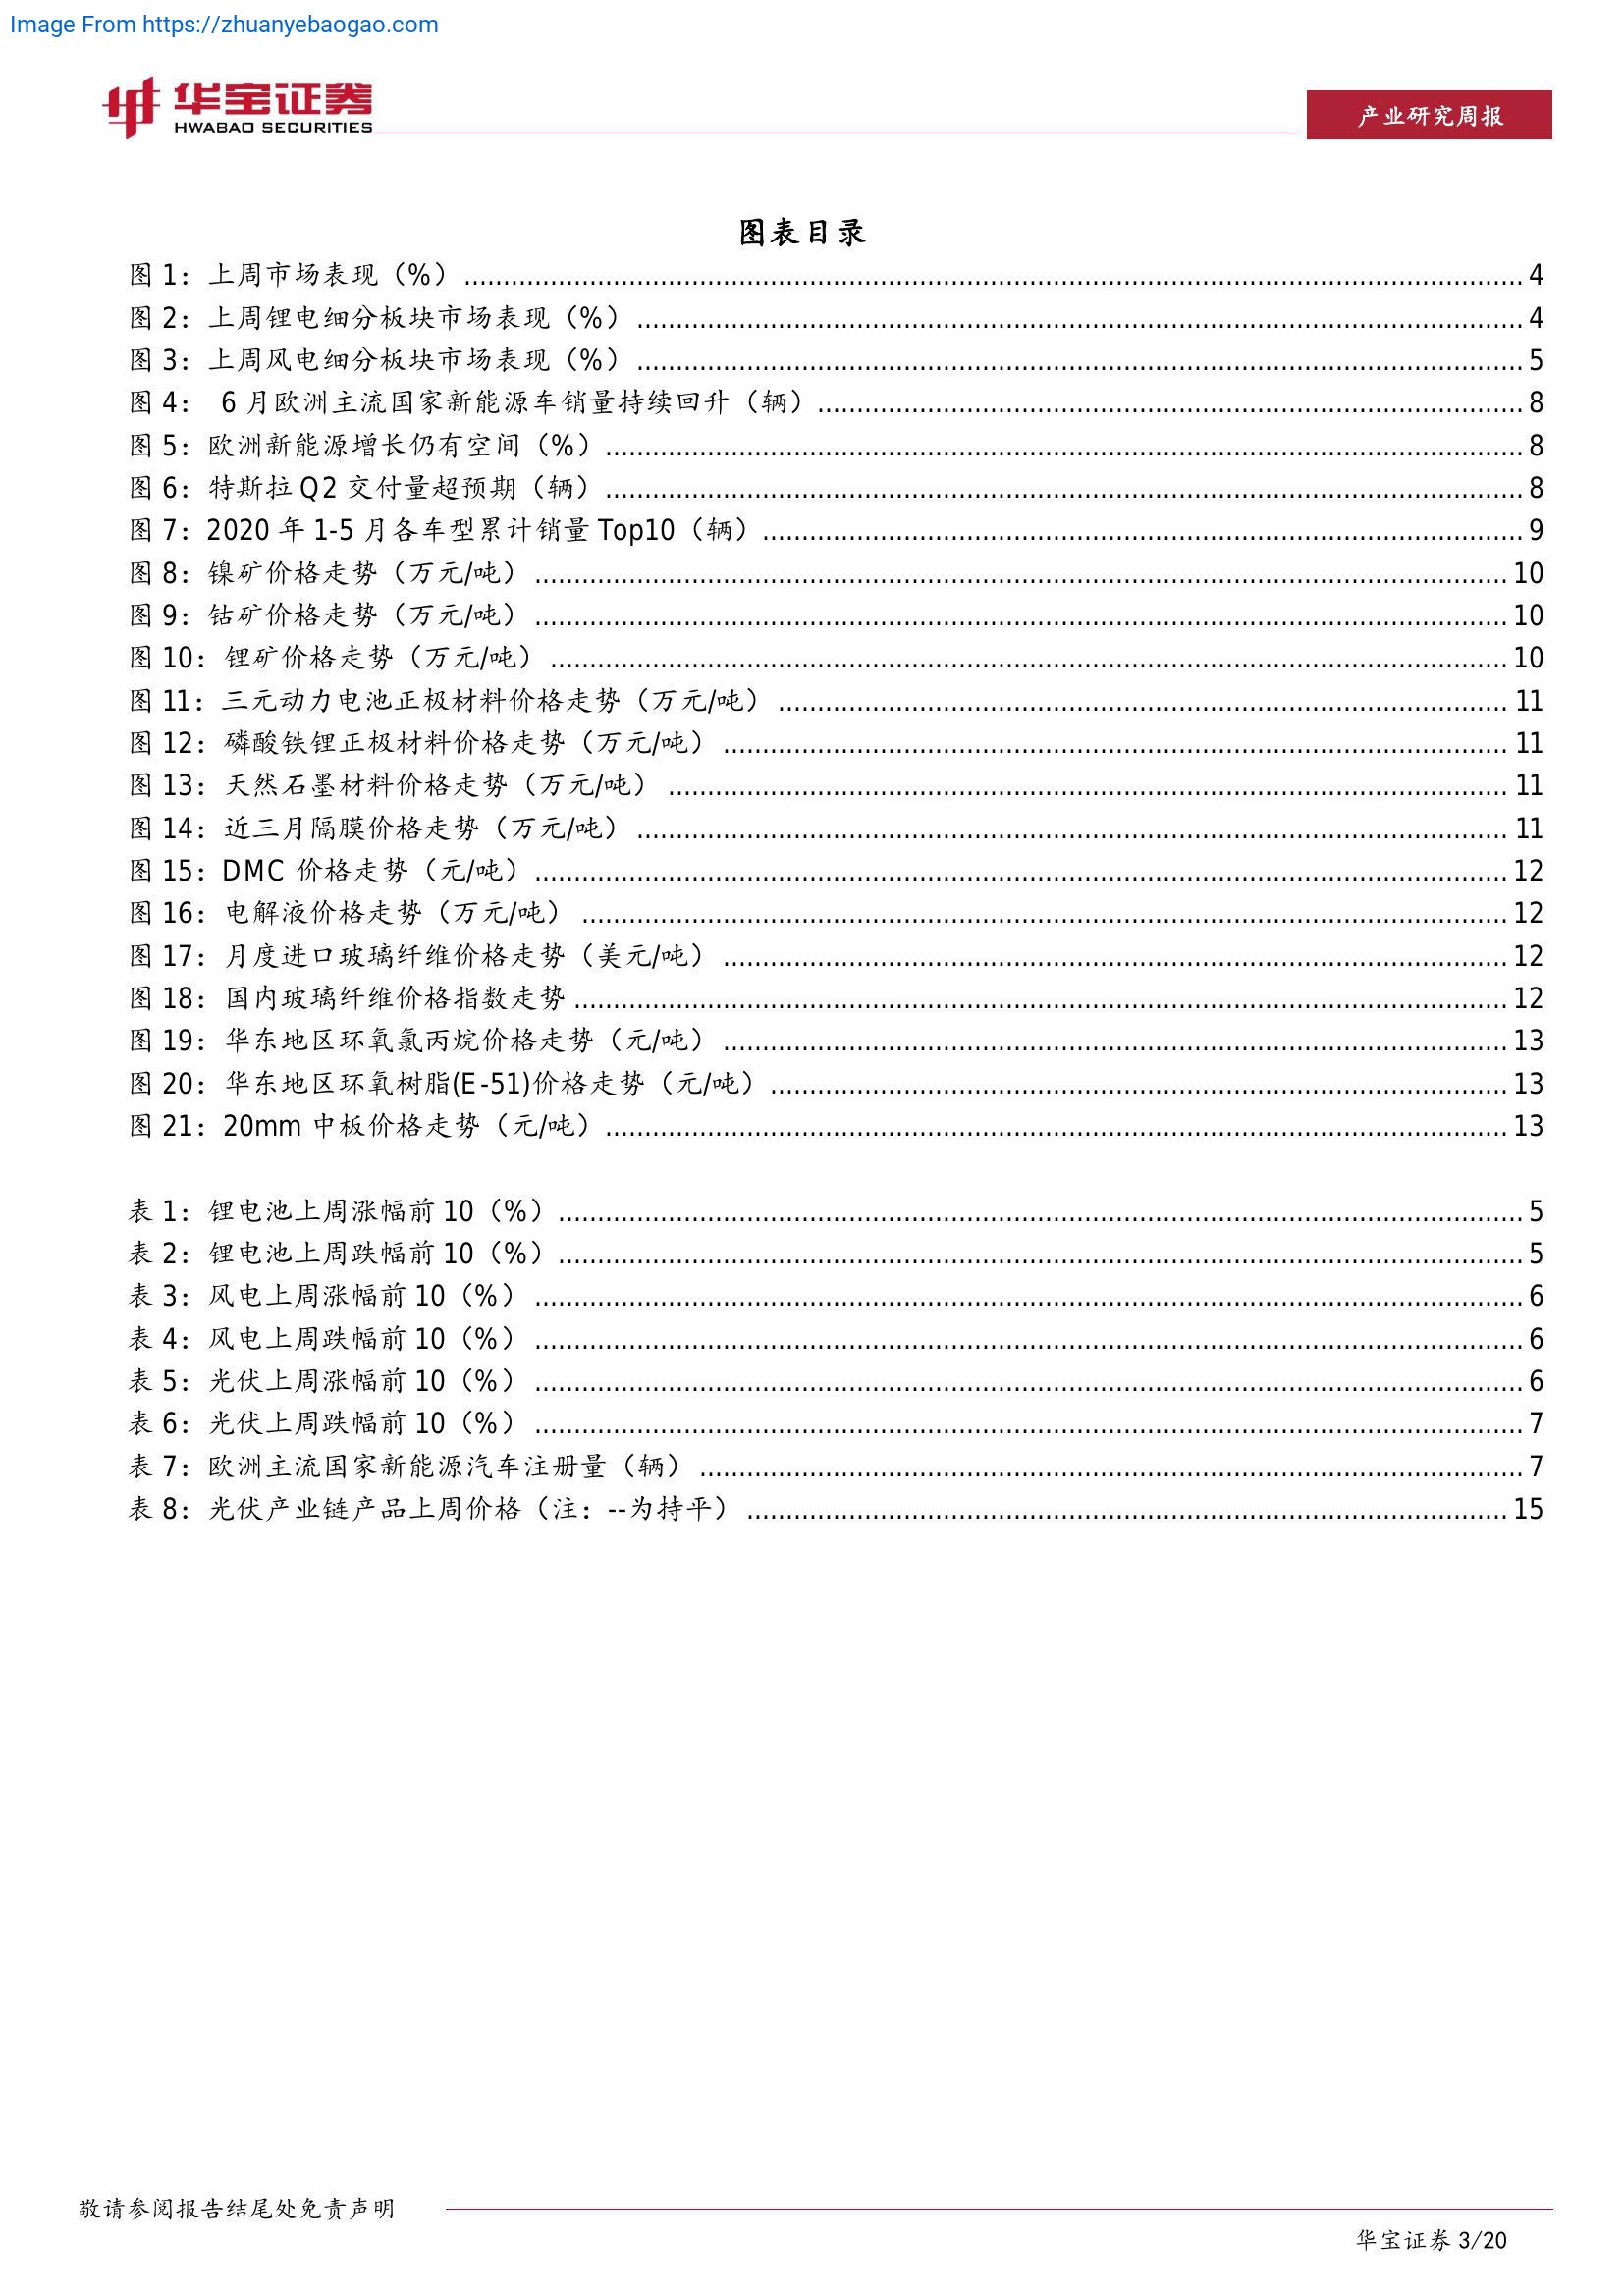 Image From https://zhuanyebaogao.com
华宝证券
HWABAO SECURITIES
产业研究周报
图表目录
图 1：上周市场表现（%）4
图 2：上周锂电细分板块市场表现（%）4
图 3：上周风电细分板块市场表现（%）5
图 4： 6 月欧洲主流国家新能源车销量持续回升（辆）8
图 5：欧洲新能源增长仍有空间（%）8
图 6：特斯拉 Q2 交付量超预期（辆）8
图 7：2020 年 1-5 月各车型累计销量 Top10（辆）9
图 8：镍矿价格走势（万元/吨）10
图 9：钴矿价格走势（万元/吨）10
图 10：锂矿价格走势（万元/吨）10
图 11：三元动力电池正极材料价格走势（万元/吨）11
图 12：磷酸铁锂正极材料价格走势（万元/吨）11
图 13：天然石墨材料价格走势（万元/吨）11
图 14：近三月隔膜价格走势（万元/吨）11
图 15：DMC 价格走势（元/吨）12
图 16：电解液价格走势（万元/吨）12
图 17：月度进口玻璃纤维价格走势（美元/吨）12
图 18：国内玻璃纤维价格指数走势 12
图 19：华东地区环氧氯丙烷价格走势（元/吨）13
图 20：华东地区环氧树脂(E-51)价格走势（元/吨）13
图 21：20mm 中板价格走势（元/吨）13
表 1：锂电池上周涨幅前 10（%）5
表 2：锂电池上周跌幅前 10（%）5
表 3：风电上周涨幅前 10（%）6
表 4：风电上周跌幅前 10（%）6
表 5：光伏上周涨幅前 10（%）6
表 6：光伏上周跌幅前 10（%）7
表 7：欧洲主流国家新能源汽车注册量（辆）7
表 8：光伏产业链产品上周价格（注：--为持平）15
敬请参阅报告结尾处免责声明
华宝证券 3/20